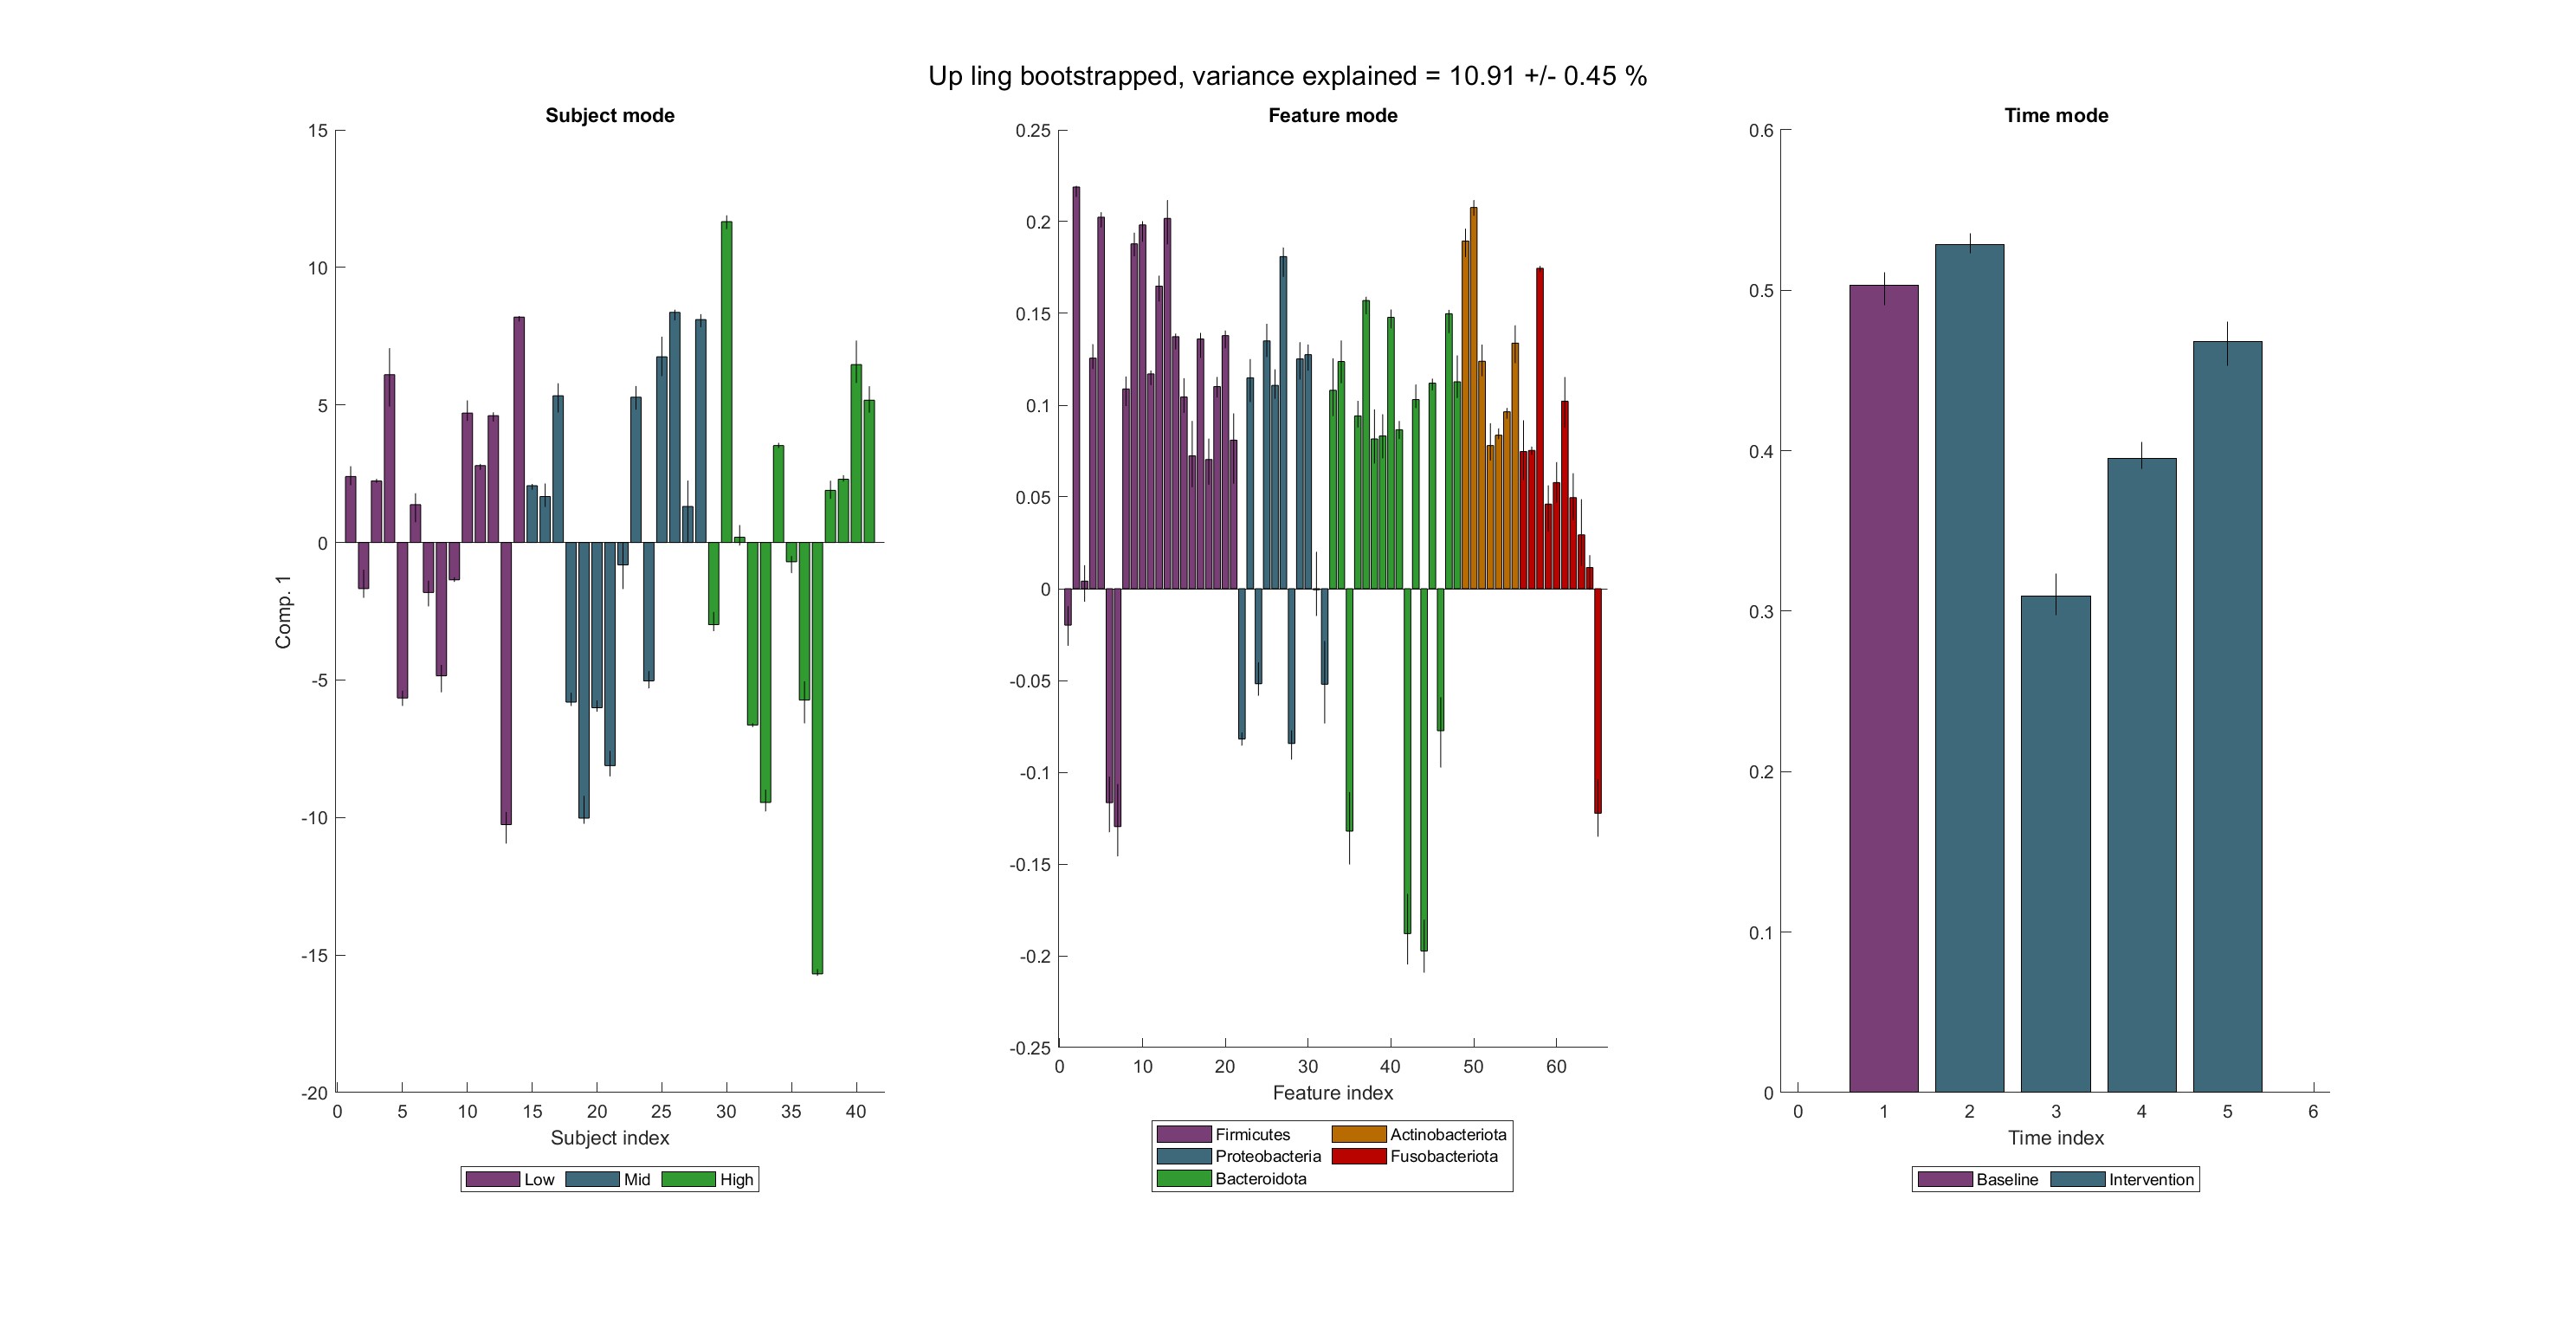 Up ling bootstrapped, variance explained = 10.91 +/- 0.45 %
Subject mode
15
10
5
0
-5
-10
-15
-20
Comp. 1
0 5 10 15 20 25 30 35 40
Subject index
Low Mid High
Feature mode
0.25
0.2
0.15
0.1
0.05
0
-0.05
-0.1
-0.15
-0.2
-0.25
0 10 20 30 40 50 60
Feature index
Firmicutes Actinobacteriota
Proteobacteria Fusobacteriota
Bacteroidota
Time mode
0.6
0.5
0.4
0.3
0.2
0.1
0
0 1 2 3 4 5 6
Time index
Baseline Intervention